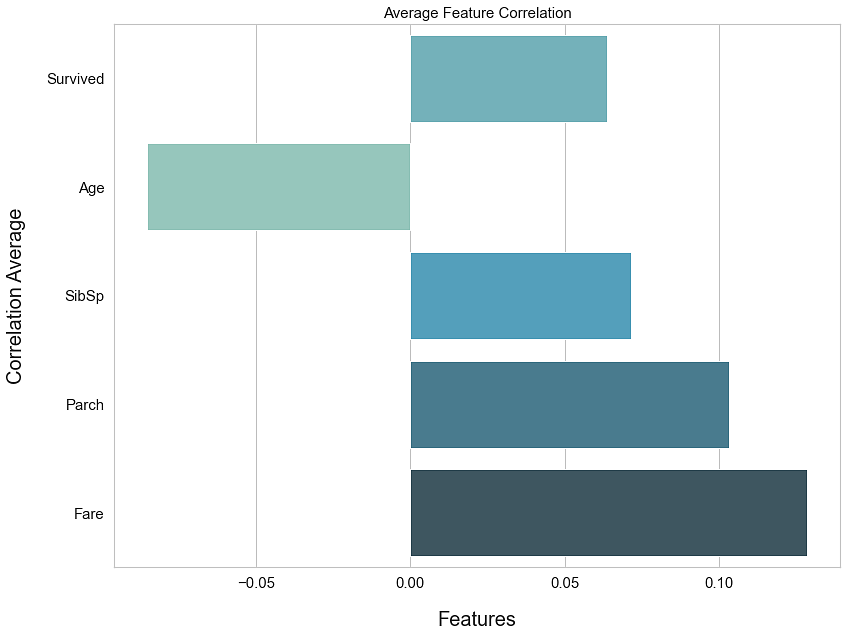 Average Feature Correlation
Correlation Average
Survived
Age
SibSp
Parch
Fare
−0.05 0.00 0.05 0.10
Features